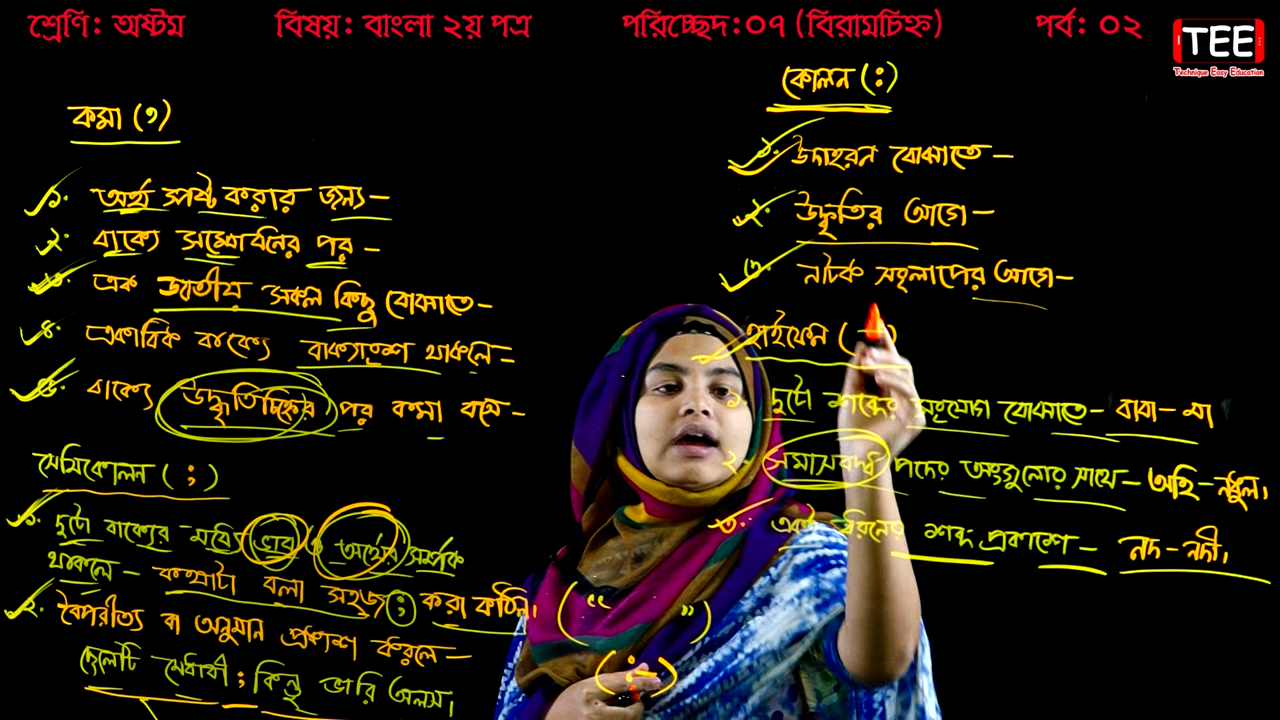 শ্রেণি: অষ্টম বিষয়: বাংলা ২য় পত্র পরিচ্ছেদ:০৭ (বিরামচিহ্ন) পর্ব: ০২
TEE
Technique Easy Education
কমা (,)
১. অর্থ স্পষ্ট করার জন্য –
২. বাক্যে সম্বোধনের পর –
৩. এক জাতীয় সকল কিছু বোঝাতে –
৪. একাধিক বাক্যে বাক্যাংশ থাকলে –
৫. বাক্যে উদ্ধৃতিচিহ্নের পর কমা বসে –
সেমিকোলন (;)
১. দুটো বাক্যের মধ্যে ভাব ও অর্থের সম্পর্ক
থাকলে – কথাটা বলা সহজ; করা কঠিন।
২. বৈপরীত্য বা অনুমান প্রকাশ করলে –
ছেলেটি মেধাবী; কিন্তু ভারি অলস।
কোলন (:)
১. উদাহরন বোঝাতে –
২. উদ্ধৃতির আগে –
৩. নাটক সংলাপের আগে –
হাইফেন (–)
১. দুটো শব্দের সংযোগ বোঝাতে – বাবা – মা
২. সমাসবদ্ধ পদের অংশগুলোর সাথে – অহি – নকুল।
৩. একই শব্দ প্রকাশে – নদ – নদী।
(“ ”)
(:–)